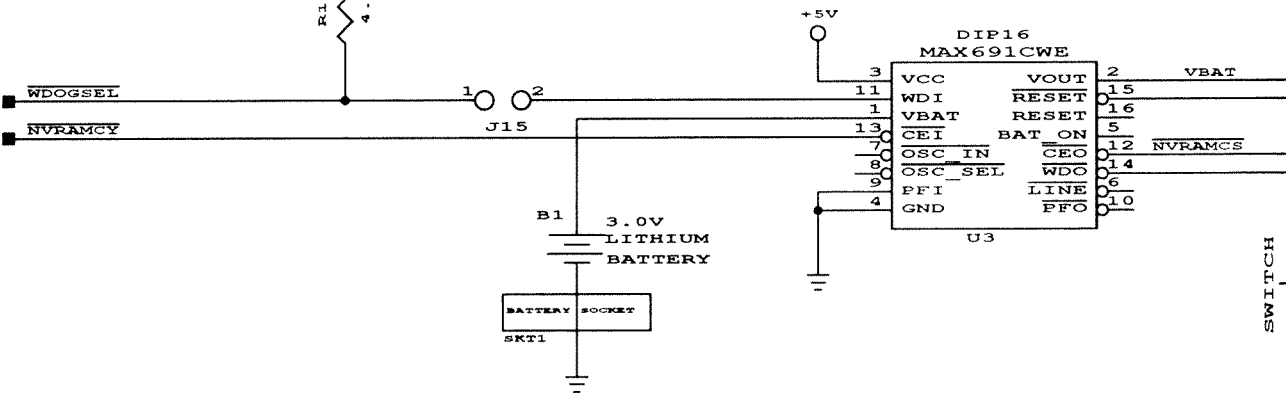 R1
4.
+5V
DIP16
MAX691CWE
WDOGSEL
1
2
J15
NVRAMCY
3 VCC VOUT 2 VBAT
11 WDI RESET 15
1 VBAT RESET 16
13 CEI BAT_ON 5
7 OSC_IN CEO 12 NVRAMCS
8 OSC_SEL WDO 14
9 PFI LINE 6
4 GND PFO 10
U3
B1
3.0V
LITHIUM
BATTERY
BATTERY SOCKET
SKT1
SWITCH